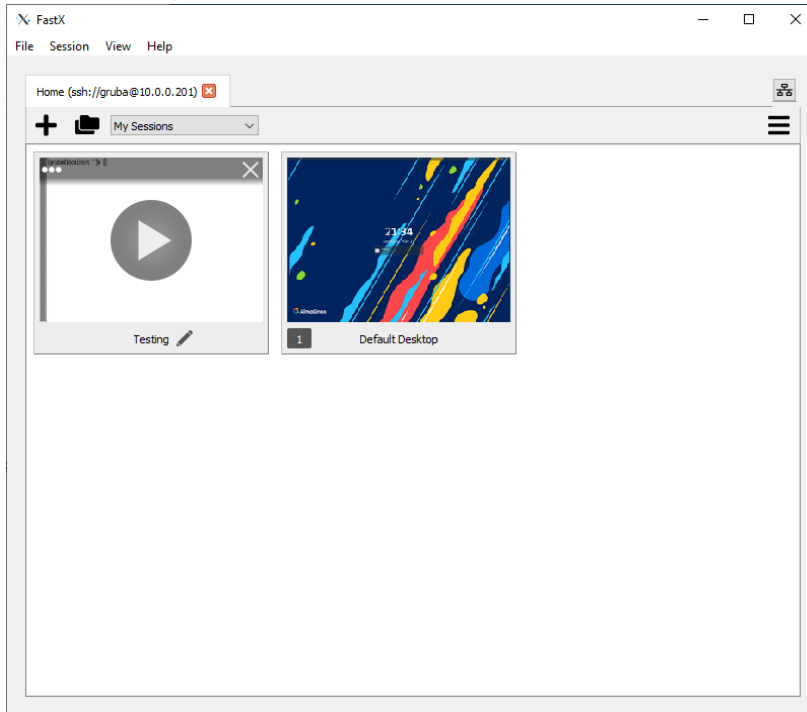 FastX
File Session View Help
Home (ssh://gruba@10.0.0.201)
My Sessions
21:34
AlmaLinux
Testing
1 Default Desktop